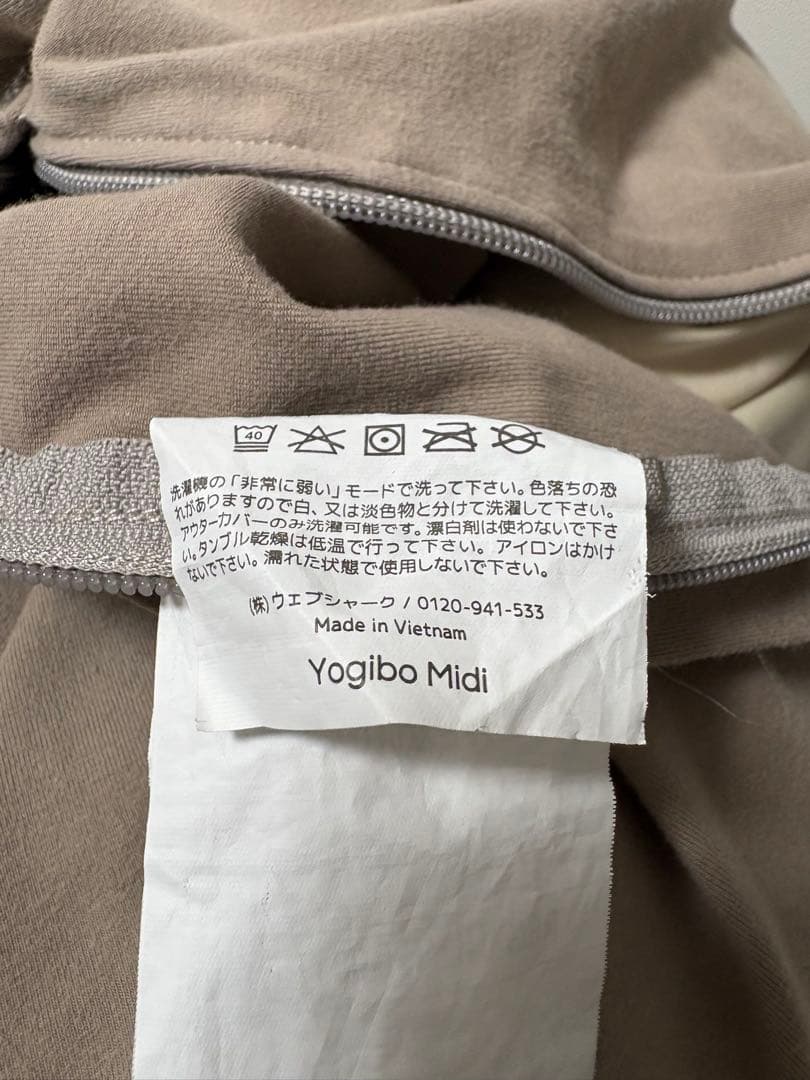 40
洗濯機の「非常に弱い」モードで洗って下さい。色落ちの恐
れがありますので白、又は淡色物と分けて洗濯して下さい。
アウターカバーのみ洗濯可能です。漂白剤は使わないで下さ
い。タンブル乾燥は低温で行って下さい。アイロンはかけ
ないで下さい。濡れた状態で使用しないで下さい。
(株)ウェブシャーク / 0120-941-533
Made in Vietnam
Yogibo Midi